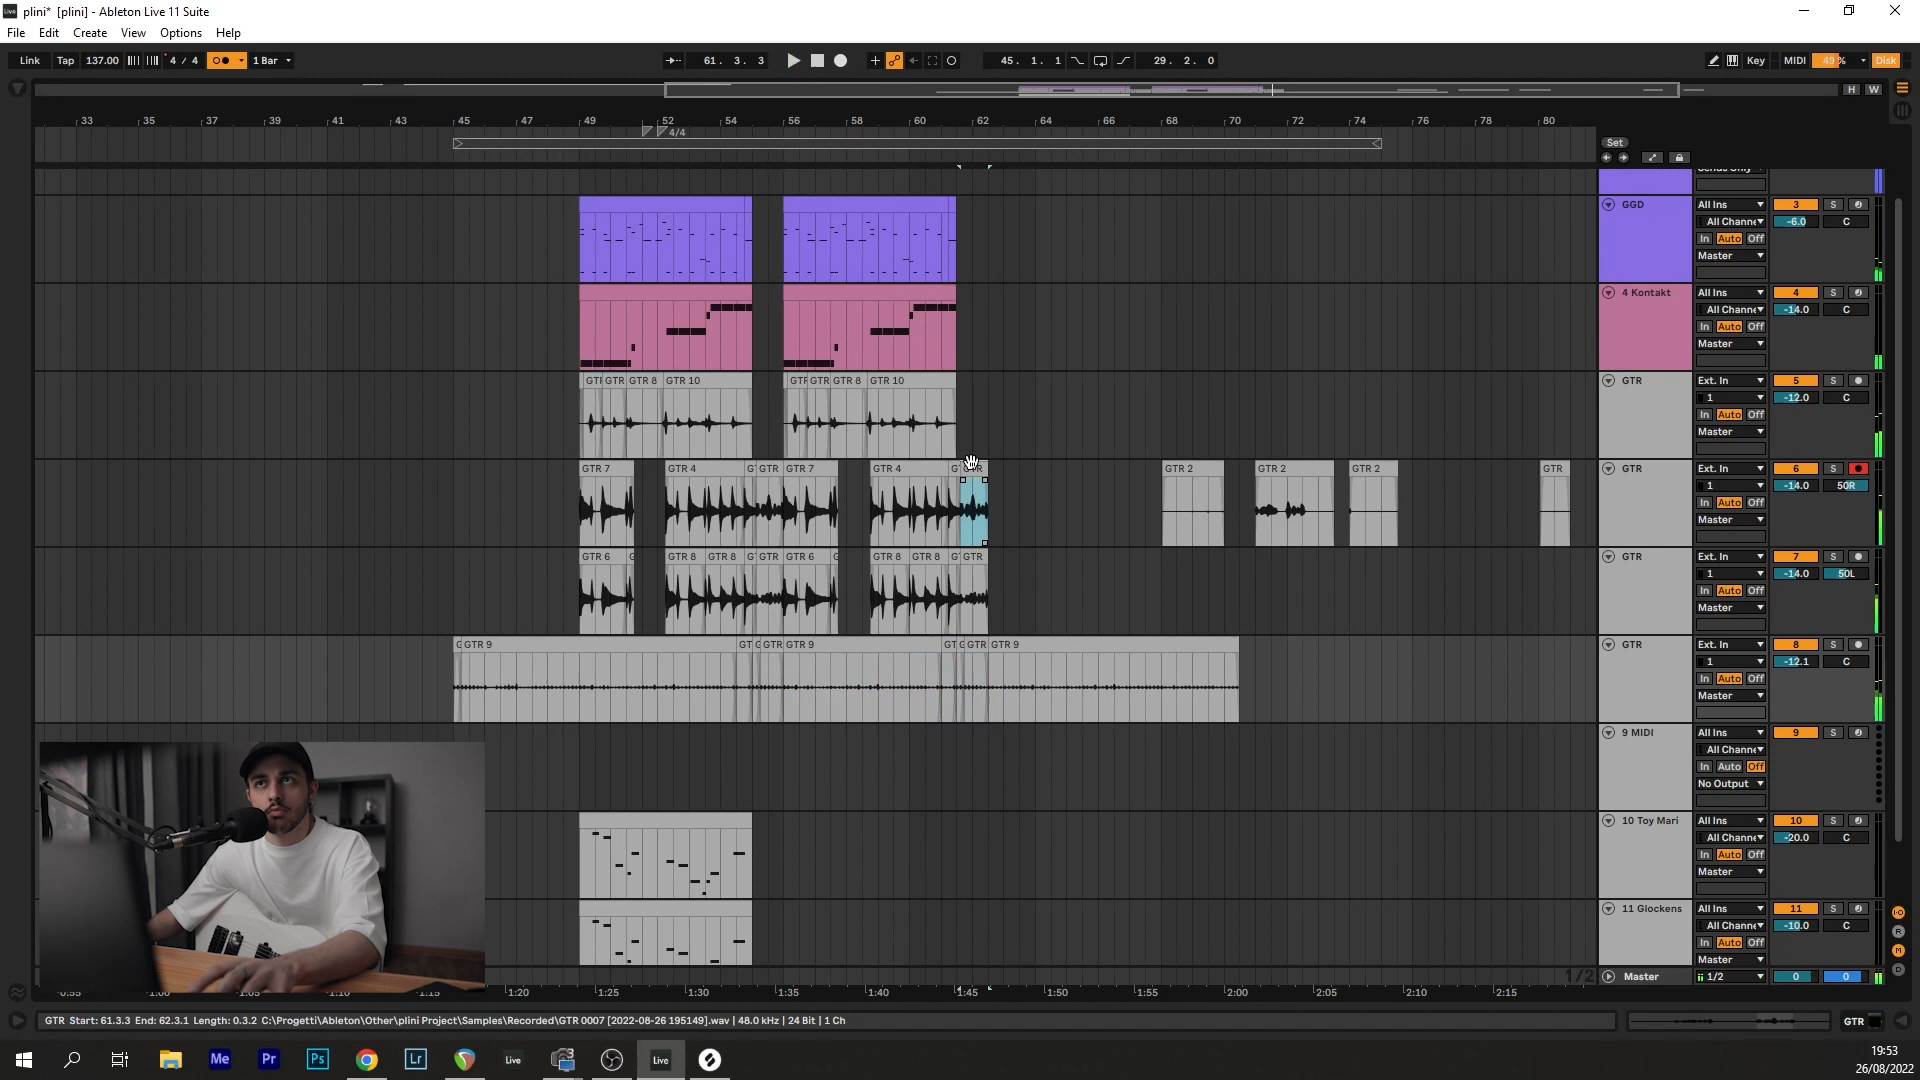 plini* [plini] - Ableton Live 11 Suite
File Edit Create View Options Help
Link Tap 137.00 4 / 4 1 Bar 61. 3. 3 45. 1. 1 29. 2. 0 Key MIDI 49 % Disk
H W
33 35 37 39 41 43 45 47 49 52 54 56 58 60 62 64 66 68 70 72 74 76 78 80
4/4
Set
Sends Only
GGD All Ins 3 S
All Channe -6.0 C
In Auto Off
Master
4 Kontakt All Ins 4 S
All Channe -14.0 C
In Auto Off
Master
GTR GTR 8 GTR 10 GTR GTR 8 GTR 10 GTR Ext. In 5 S
1 -12.0 C
In Auto Off
Master
GTR 7 GTR 4 GTR GTR 7 GTR 4 GTR GTR 2 GTR 2 GTR 2 GTR GTR Ext. In 6 S
1 -14.0 50R
In Auto Off
Master
GTR 6 G GTR 8 GTR 8 GTR GTR 6 G GTR 8 GTR 8 GTR GTR Ext. In 7 S
1 -14.0 50L
In Auto Off
Master
GTR 9 GT GTR GTR 9 GT GTR GTR 9 GTR Ext. In 8 S
1 -12.1 C
In Auto Off
Master
9 MIDI All Ins 9 S
All Channe
In Auto Off
No Output
10 Toy Mari All Ins 10 S
All Channe -20.0 C
In Auto Off
Master
11 Glockens All Ins 11 S
All Channe -10.0 C
In Auto Off
Master
1/2 Master 1/2 0 0
I·O
R
M
D
0:55 1:00 1:05 1:10 1:15 1:20 1:25 1:30 1:35 1:40 1:45 1:50 1:55 2:00 2:05 2:10 2:15
GTR Start: 61.3.3 End: 62.3.1 Length: 0.3.2 C:\Progetti\Ableton\Other\plini Project\Samples\Recorded\GTR 0007 [2022-08-26 195149].wav | 48.0 kHz | 24 Bit | 1 Ch
GTR
Me Pr Ps Lr Live Live
19:53
26/08/2022